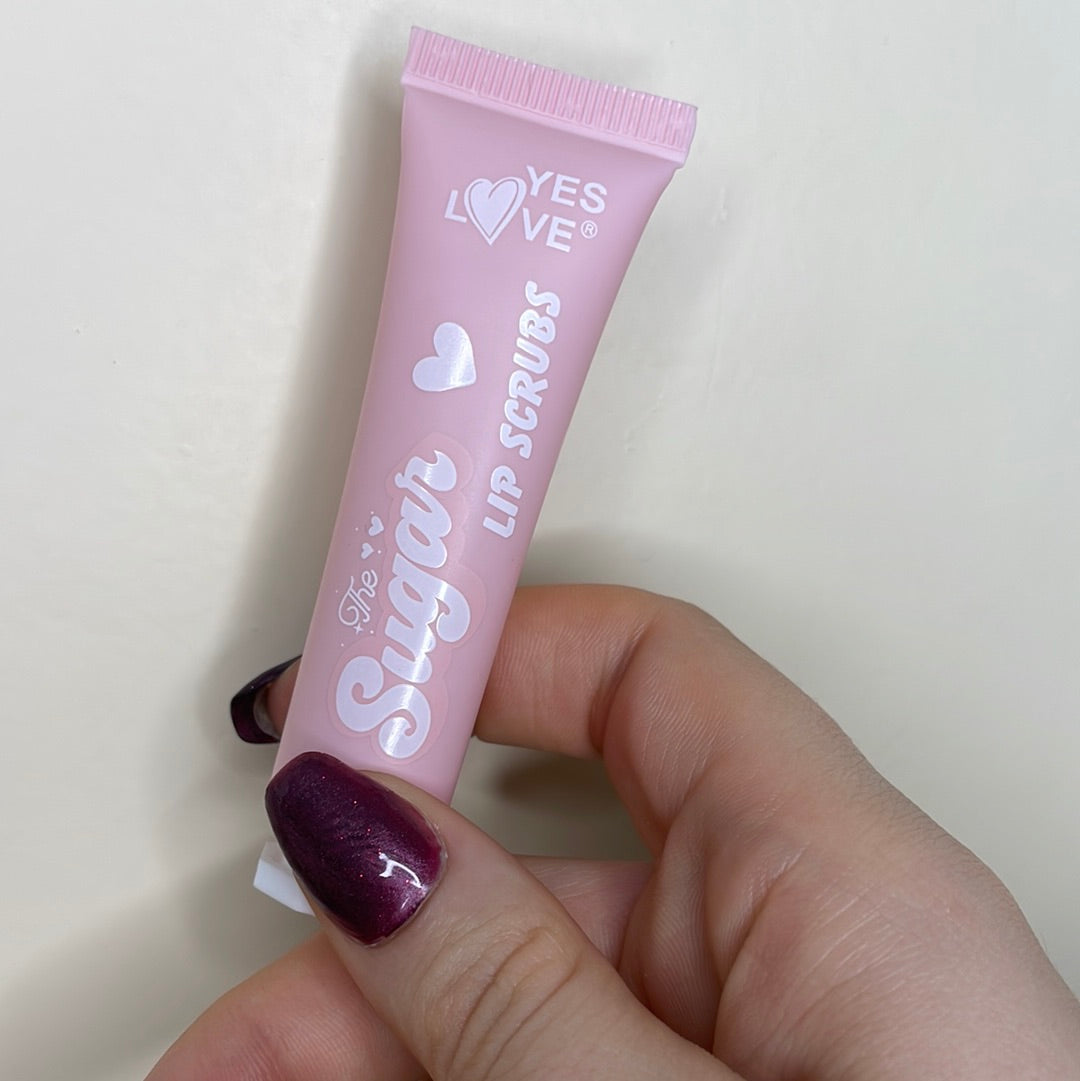 YES
LOVE®
LIP SCRUBS
The
Sugar